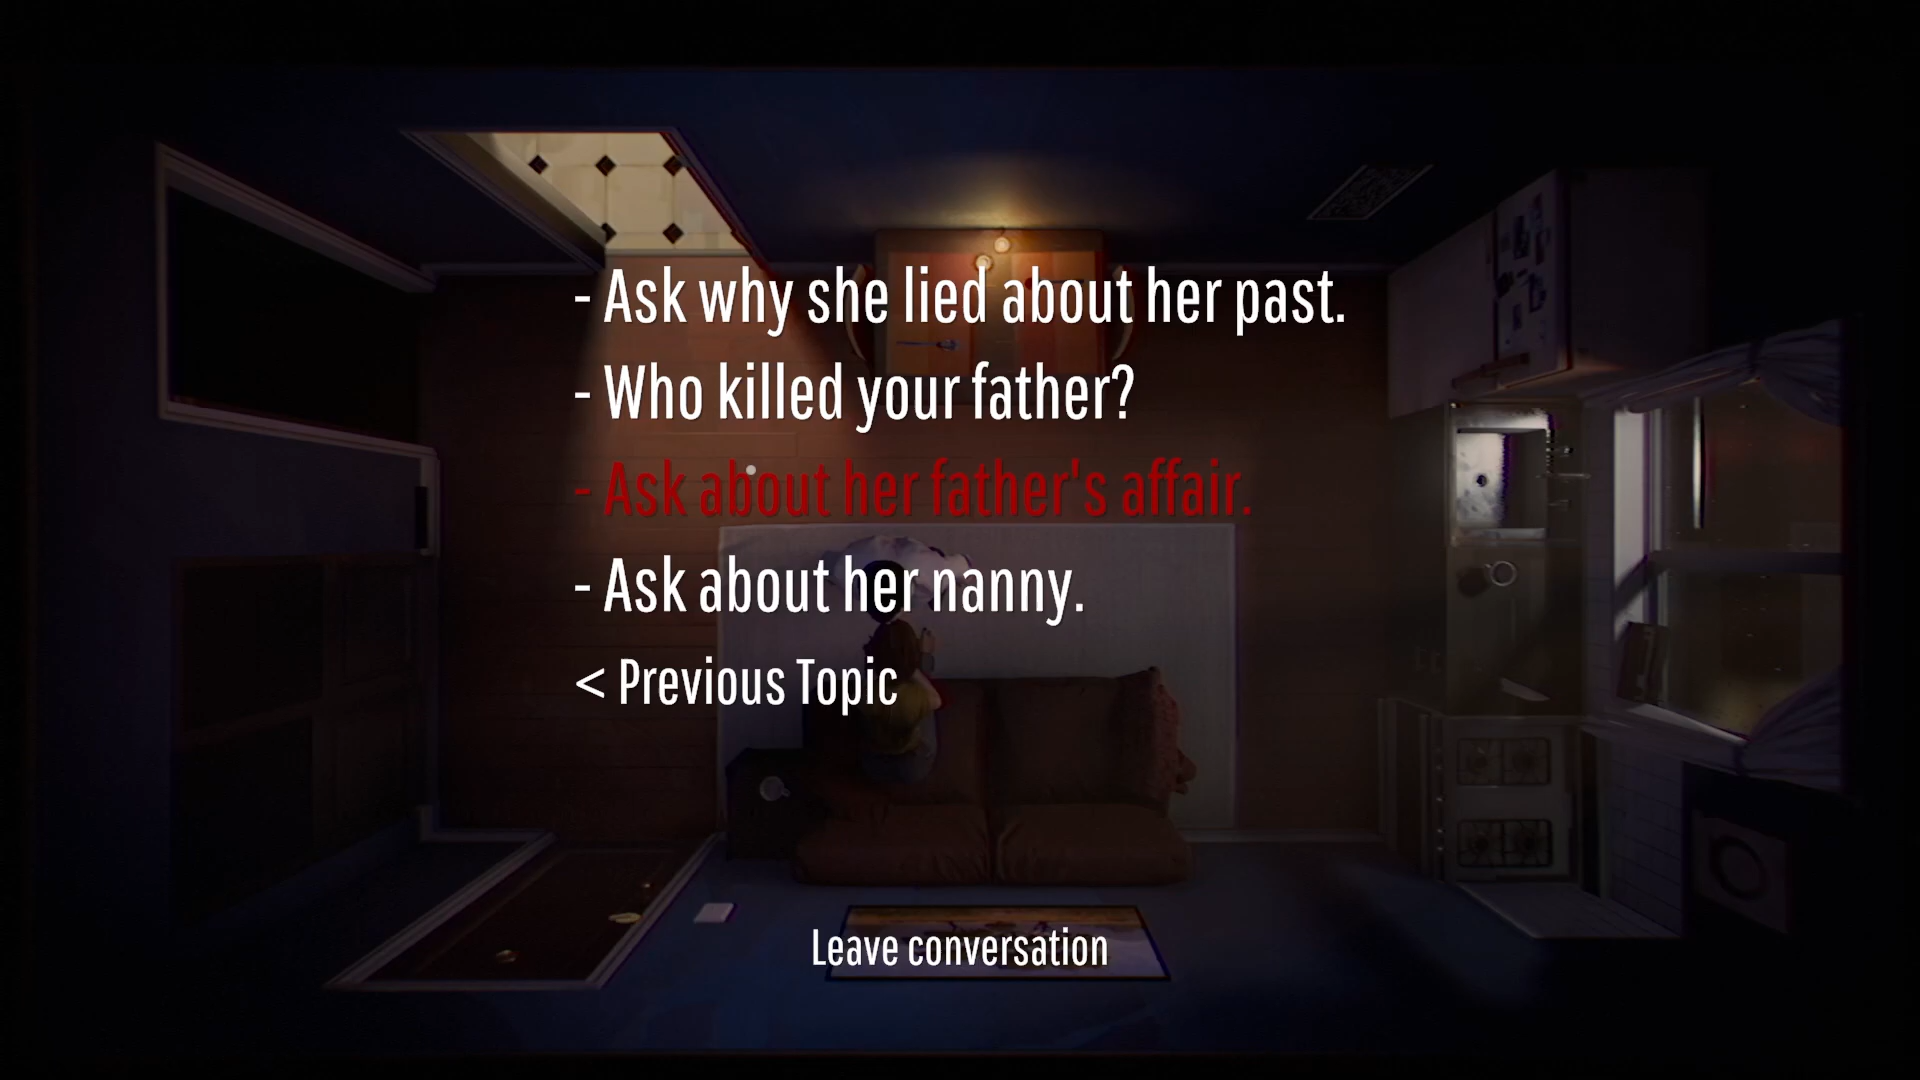 - Ask why she lied about her past.
- Who killed your father?
- Ask about her father's affair.
- Ask about her nanny.
< Previous Topic
Leave conversation